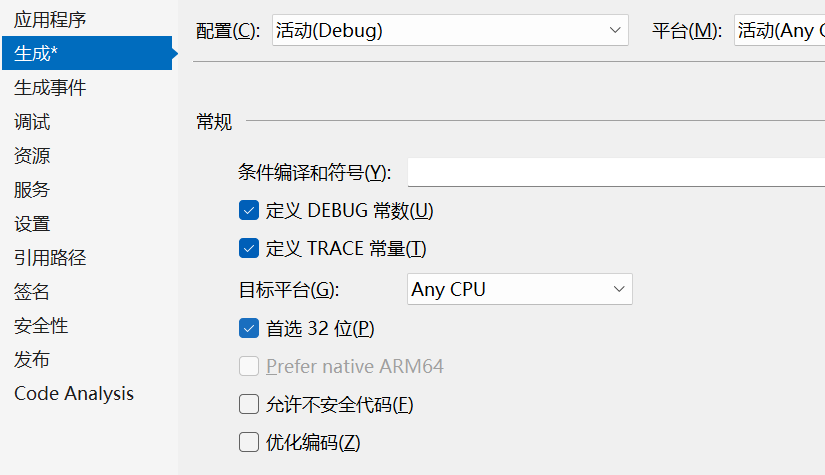 应用程序
生成*
生成事件
调试
资源
服务
设置
引用路径
签名
安全性
发布
Code Analysis
配置(C): 活动(Debug) 平台(M): 活动(Any C
常规
条件编译和符号(Y):
定义 DEBUG 常数(U)
定义 TRACE 常量(T)
目标平台(G): Any CPU
首选 32 位(P)
Prefer native ARM64
允许不安全代码(F)
优化编码(Z)